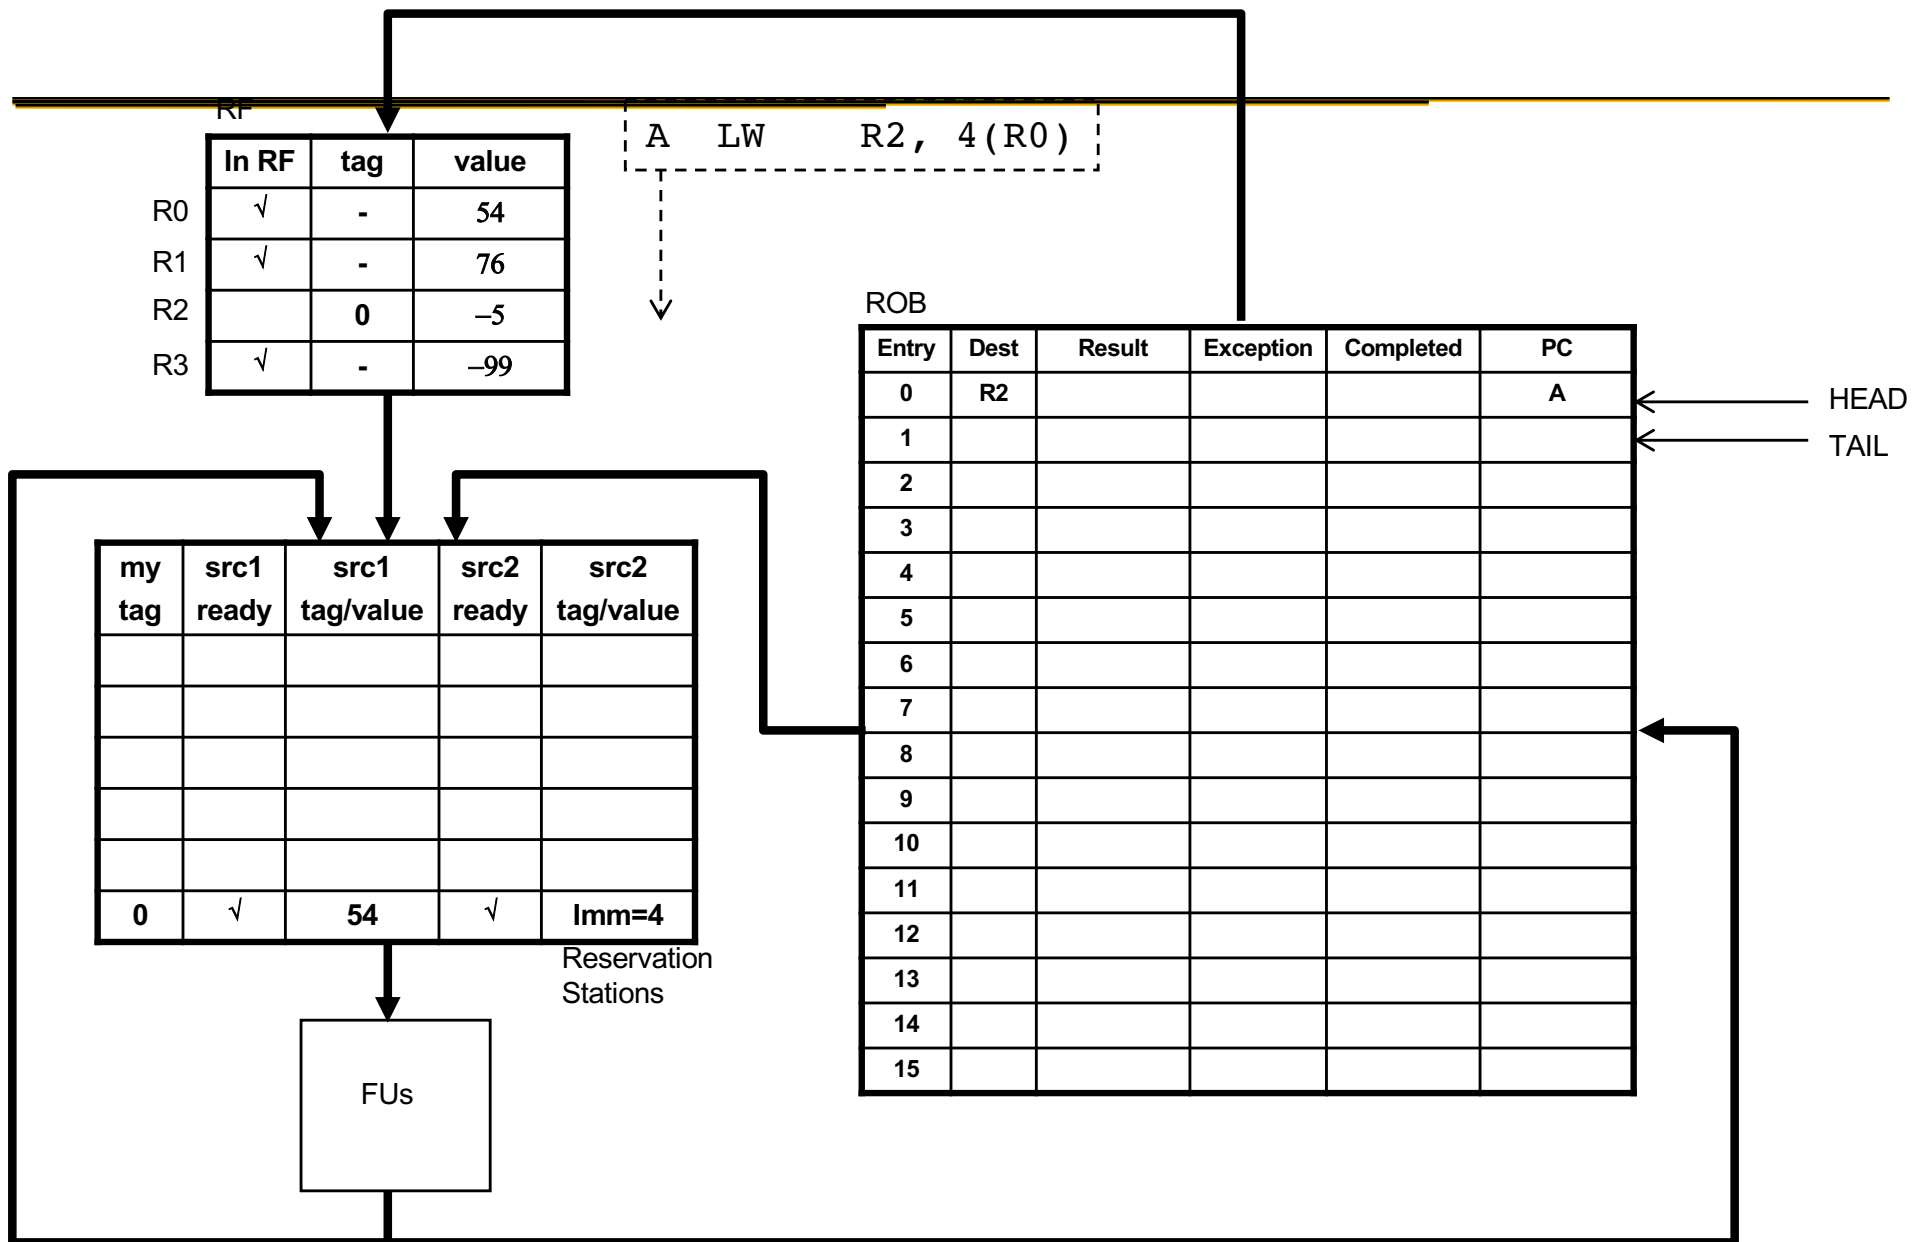 RF
A LW R2, 4(R0)
In RF tag value
R0 √ - 54
R1 √ - 76
R2 0 –5
R3 √ - –99
ROB
Entry Dest Result Exception Completed PC
0 R2 A
HEAD
1
TAIL
2
3
4
5
6
7
8
9
10
11
12
13
14
15
my tag src1 ready src1 tag/value src2 ready src2 tag/value
0 √ 54 √ Imm=4
Reservation
Stations
FUs